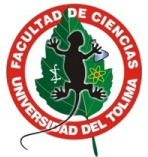 FACULTAD DE CIENCIAS
UNIVERSIDAD DEL TOLIMA